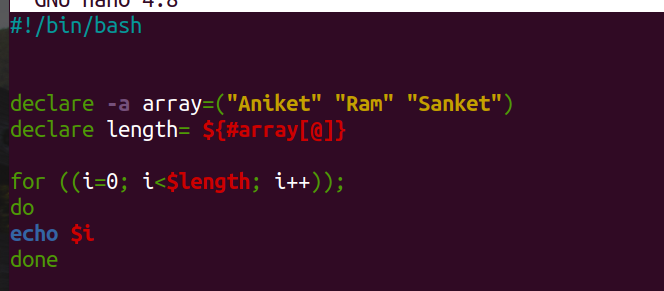 GNU nano 4.8
#!/bin/bash
declare -a array=("Aniket" "Ram" "Sanket")
declare length= ${#array[@]}
for ((i=0; i<$length; i++));
do
echo $i
done